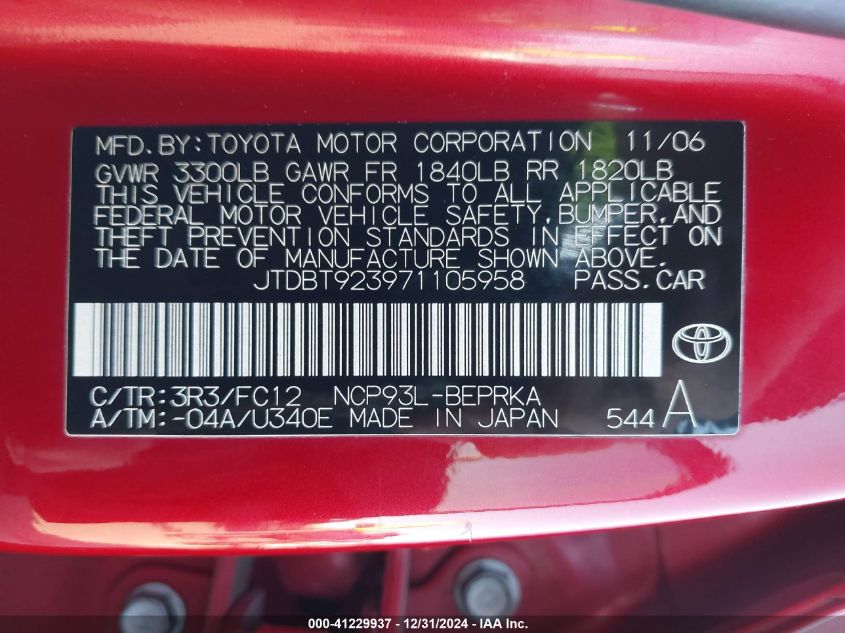 MFD.BY:TOYOTA MOTOR CORPORATION 11/06
GVWR 3300LB GAWR FR 1840LB RR 1820LB
THIS VEHICLE CONFORMS TO ALL APPLICABLE
FEDERAL MOTOR VEHICLE SAFETY,BUMPER,AND
THEFT PREVENTION STANDARDS IN EFFECT ON
THE DATE OF MANUFACTURE SHOWN ABOVE.
JTDBT923971105958 PASS.CAR
C/TR:3R3/FC12 NCP93L-BEPRKA
A/TM:-04A/U340E MADE IN JAPAN 544 A
000-41229937 - 12/31/2024 - IAA Inc.